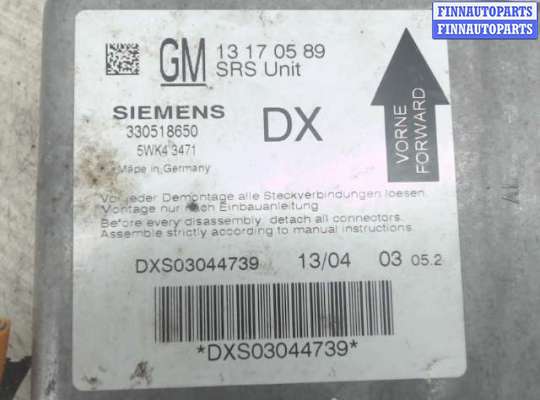 FINNAUTOPARTS
FINNAUTOPARTS
FINNAUTOPARTS
GM 13 17 05 89
SRS Unit
SIEMENS
330518650
5WK4 3471
Made in Germany
DX
VORNE
FORWARD
Vor jeder Demontage alle Steckverbindungen loesen.
Montage nur nach Einbauanleitung
Before every disassembly detach all connectors.
Assemble strictly according to manual instructions
DXS03044739 13/04 03 05.2
*DXS03044739*